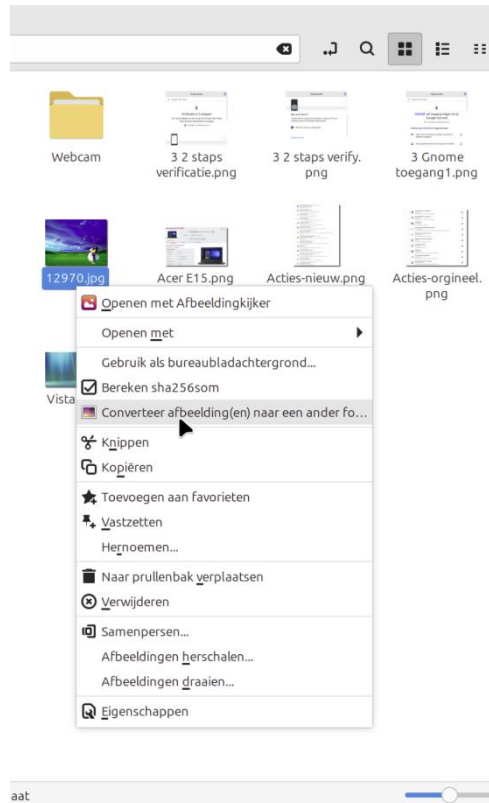 Webcam
3 2 staps
verificatie.png
3 2 staps verify.
png
3 Gnome
toegang1.png
12970.jpg
Acer E15.png
Acties-nieuw.png
Acties-orgineel.
png
Vista
Openen met Afbeeldingkijker
Openen met
Gebruik als bureaubladachtergrond...
Bereken sha256som
Converteer afbeelding(en) naar een ander fo...
Knippen
Kopiëren
Toevoegen aan favorieten
Vastzetten
Hernoemen...
Naar prullenbak verplaatsen
Verwijderen
Samenpersen...
Afbeeldingen herschalen...
Afbeeldingen draaien...
Eigenschappen
aat